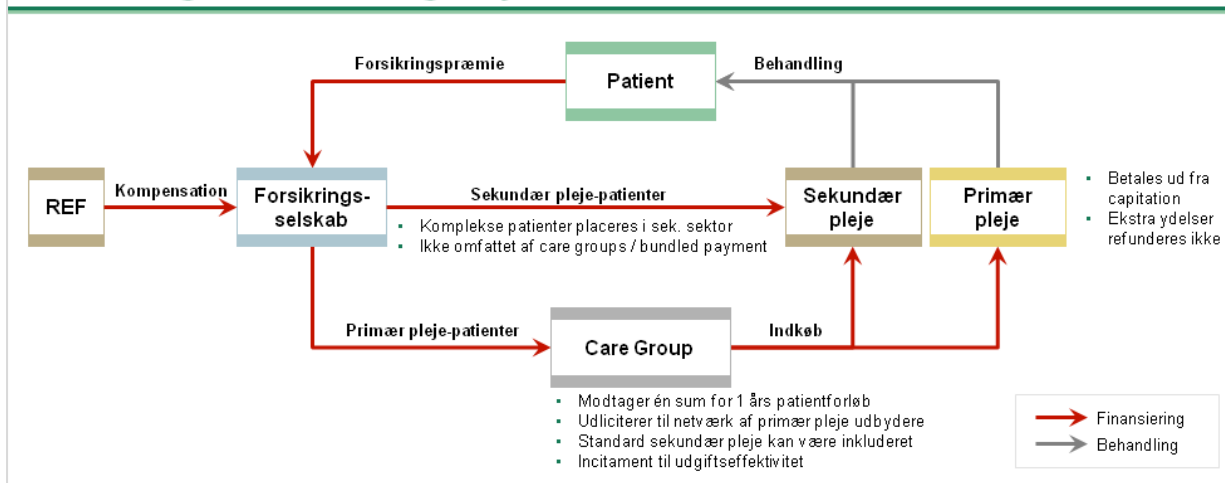 Forsikringspræmie
Patient
Behandling
REF
Kompensation
Forsikrings-
selskab
Sekundær pleje-patienter
Komplekse patienter placeres i sek. sektor
Ikke omfattet af care groups / bundled payment
Sekundær
pleje
Primær
pleje
Betales ud fra
capitation
Ekstra ydelser
refunderes ikke
Primær pleje-patienter
Care Group
Indkøb
Modtager én sum for 1 års patientforløb
Udliciterer til netværk af primær pleje udbydere
Standard sekundær pleje kan være inkluderet
Incitament til udgiftseffektivitet
Finansiering
Behandling